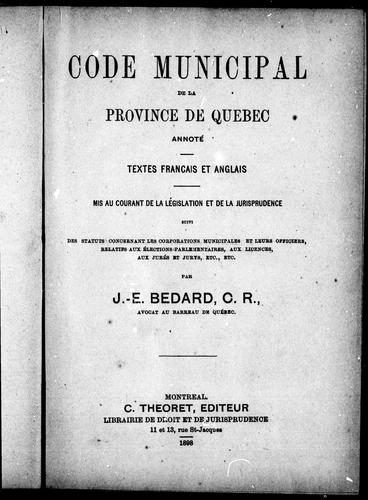 CODE MUNICIPAL
DE LA
PROVINCE DE QUEBEC
ANNOTÉ
TEXTES FRANCAIS ET ANGLAIS
MIS AU COURANT DE LA LÉGISLATION ET DE LA JURISPRUDENCE
SUIVI
DES STATUTS CONCERNANT LES CORPORATIONS MUNICIPALES ET LEURS OFFICIERS,
RELATIFS AUX ÉLECTIONS PARLEMENTAIRES, AUX LICENCES,
AUX JURÉS ET JURYS, ETC., ETC.
PAR
J.-E. BEDARD, C. R.,
AVOCAT AU BARREAU DE QUÉBEC.
MONTREAL
C. THEORET, EDITEUR
LIBRAIRIE DE DROIT ET DE JURISPRUDENCE
11 et 13, rue St-Jacques
1898